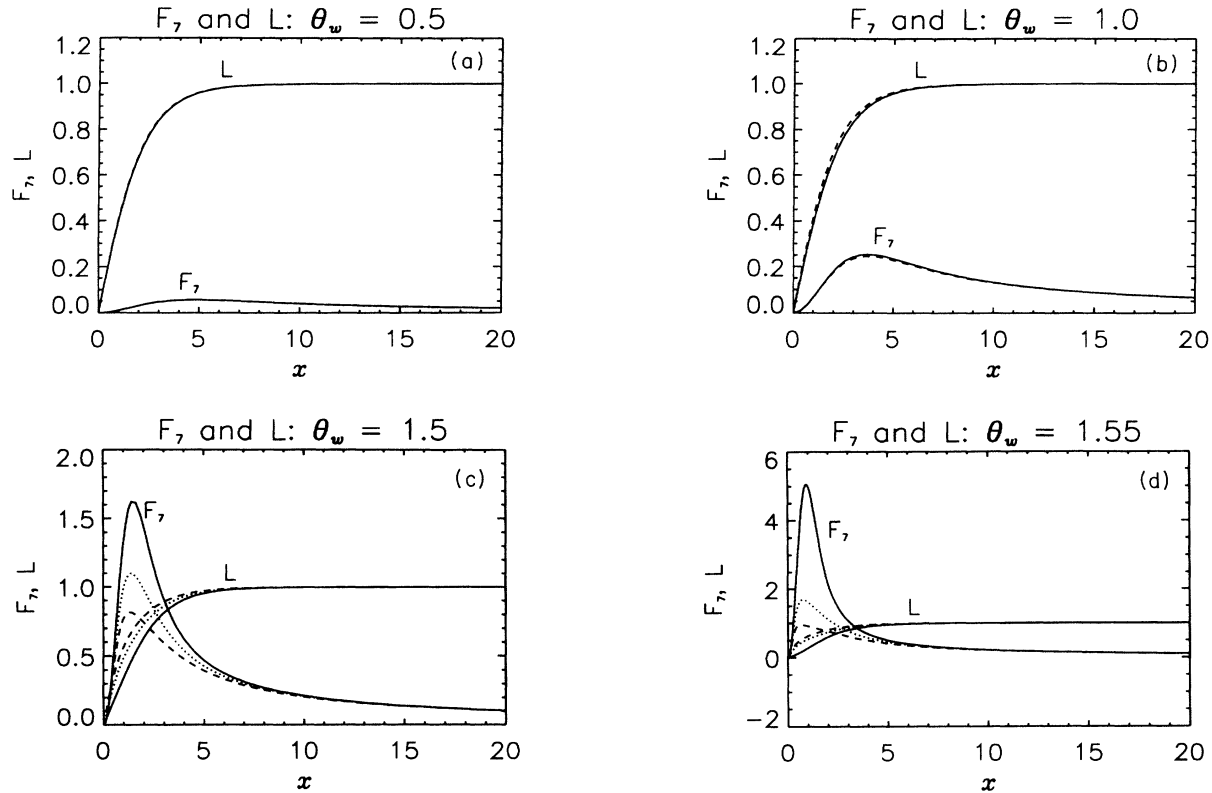 F₇ and L: θ_w = 0.5
1.2
1.0
0.8
0.6
0.4
0.2
0.0
F₇, L
(a)
L
F₇
0 5 10 15 20
x
F₇ and L: θ_w = 1.0
1.2
1.0
0.8
0.6
0.4
0.2
0.0
F₇, L
(b)
L
F₇
0 5 10 15 20
x
F₇ and L: θ_w = 1.5
2.0
1.5
1.0
0.5
0.0
F₇, L
(c)
F₇
L
0 5 10 15 20
x
F₇ and L: θ_w = 1.55
6
4
2
0
−2
F₇, L
(d)
F₇
L
0 5 10 15 20
x